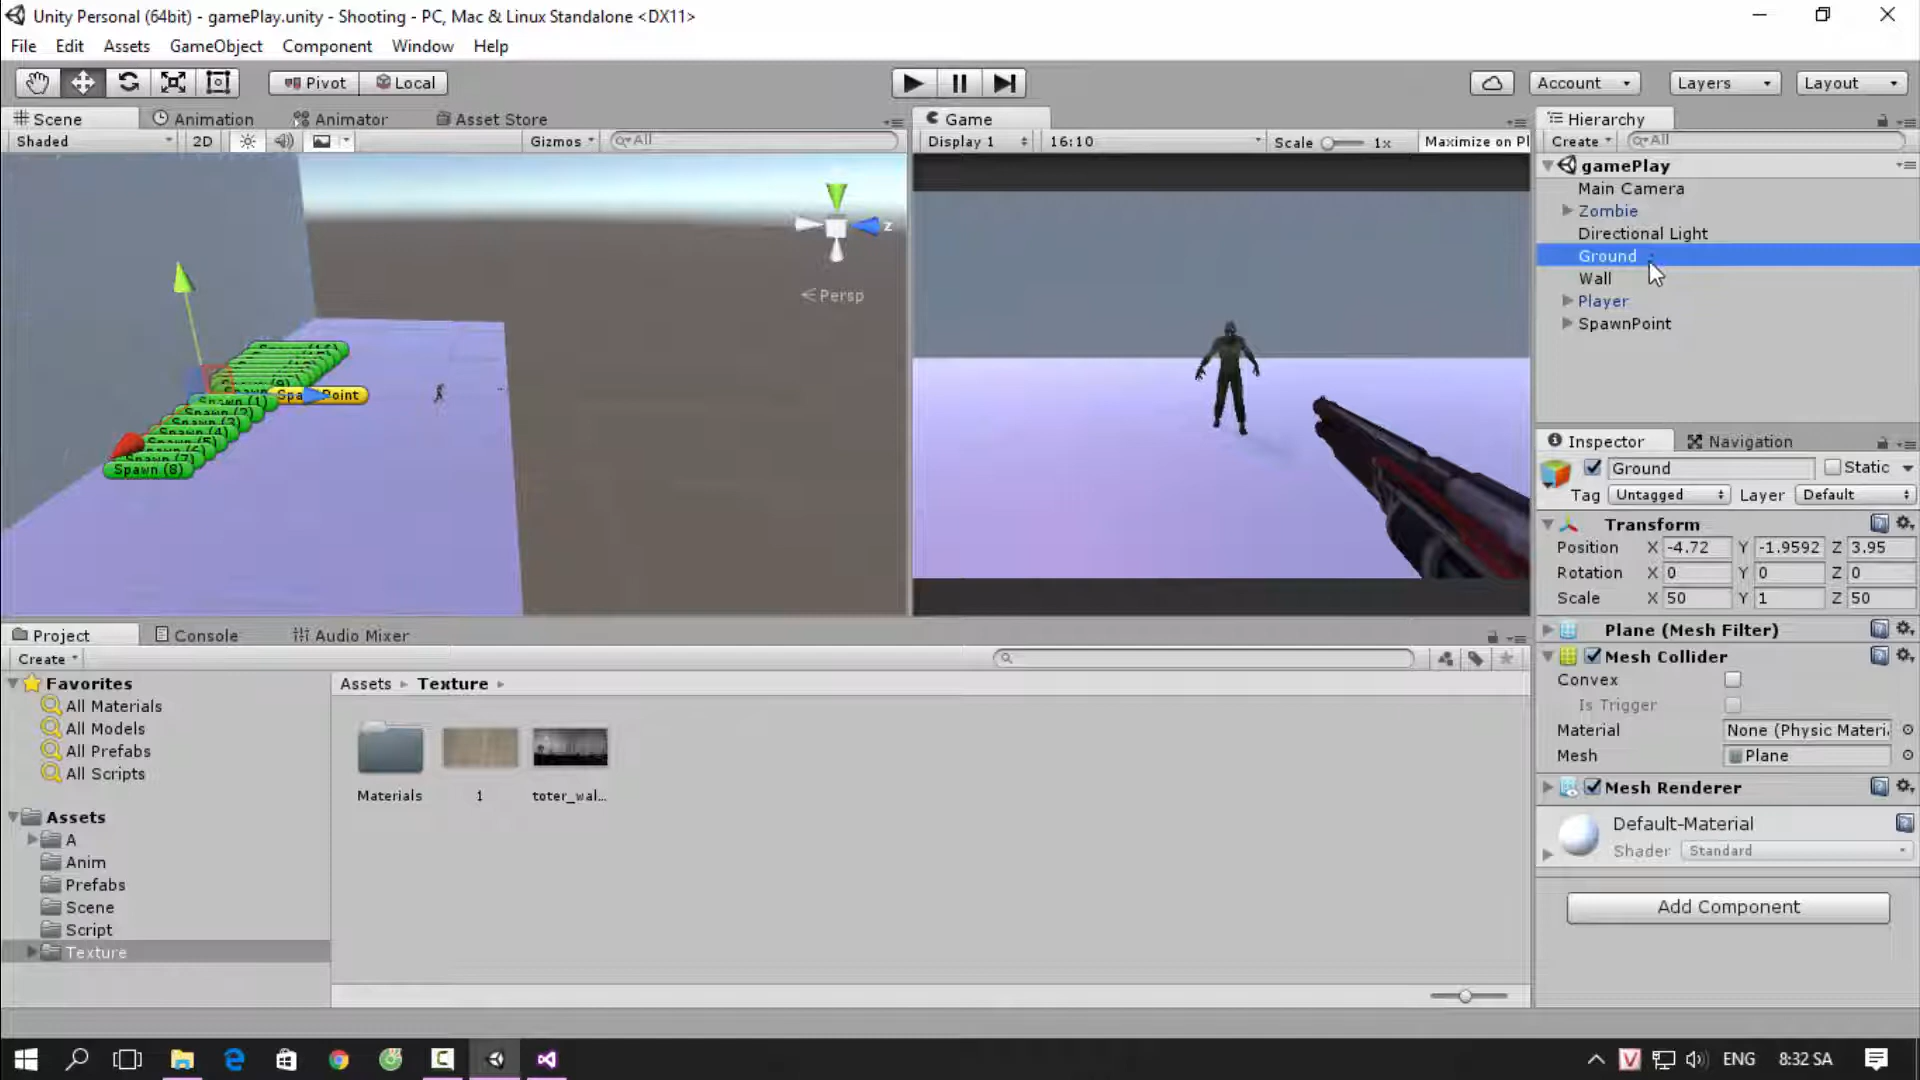 Unity Personal (64bit) - gamePlay.unity - Shooting - PC, Mac & Linux Standalone <DX11>
File Edit Assets GameObject Component Window Help
Pivot Local Account Layers Layout
Scene Animation Animator Asset Store
Shaded 2D Gizmos All
Game
Display 1 16:10 Scale 1x Maximize on Pl
Hierarchy
Create All
gamePlay
Main Camera
Zombie
Directional Light
Ground
Wall
Player
SpawnPoint
z
Persp
Spawn (1)
Spawn (2)
Spawn (3)
Spawn (4)
Spawn (5)
Spawn (6)
Spawn (7)
Spawn (8)
Inspector Navigation
Ground Static
Tag Untagged Layer Default
Transform
Position X -4.72 Y -1.9592 Z 3.95
Rotation X 0 Y 0 Z 0
Scale X 50 Y 1 Z 50
Plane (Mesh Filter)
Mesh Collider
Convex
Is Trigger
Material None (Physic Materi
Mesh Plane
Mesh Renderer
Default-Material
Shader Standard
Add Component
Project Console Audio Mixer
Create
Favorites
All Materials
All Models
All Prefabs
All Scripts
Assets
A
Anim
Prefabs
Scene
Script
Texture
Assets Texture
Materials 1 toter_wal...
ENG 8:32 SA